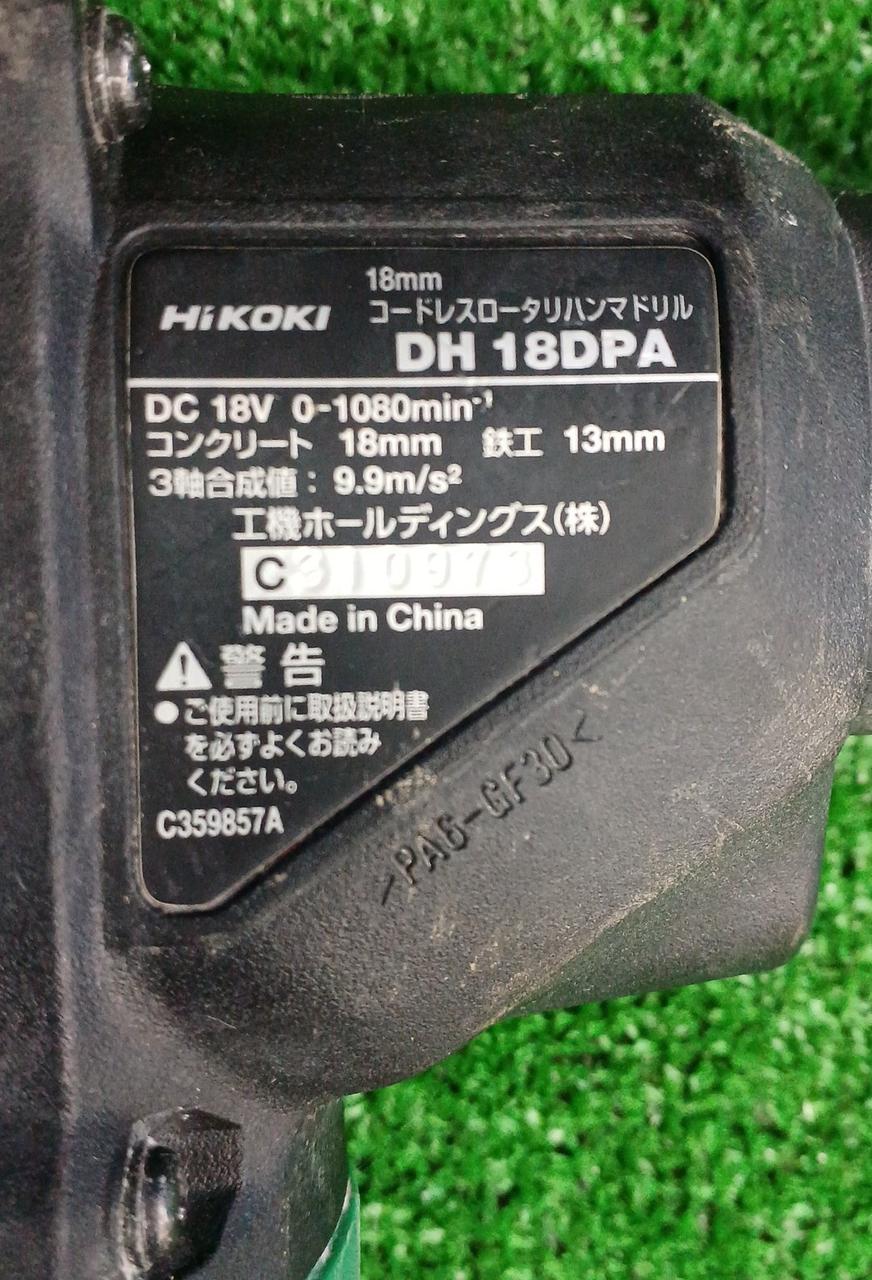 18mm
HiKOKI コードレスロータリハンマドリル
DH 18DPA
DC 18V 0-1080min⁻¹
コンクリート 18mm 鉄工 13mm
3軸合成値：9.9m/s²
工機ホールディングス(株)
C310973
Made in China
警告
●ご使用前に取扱説明書
を必ずよくお読み
ください。
C359857A
>PA6-GF30<